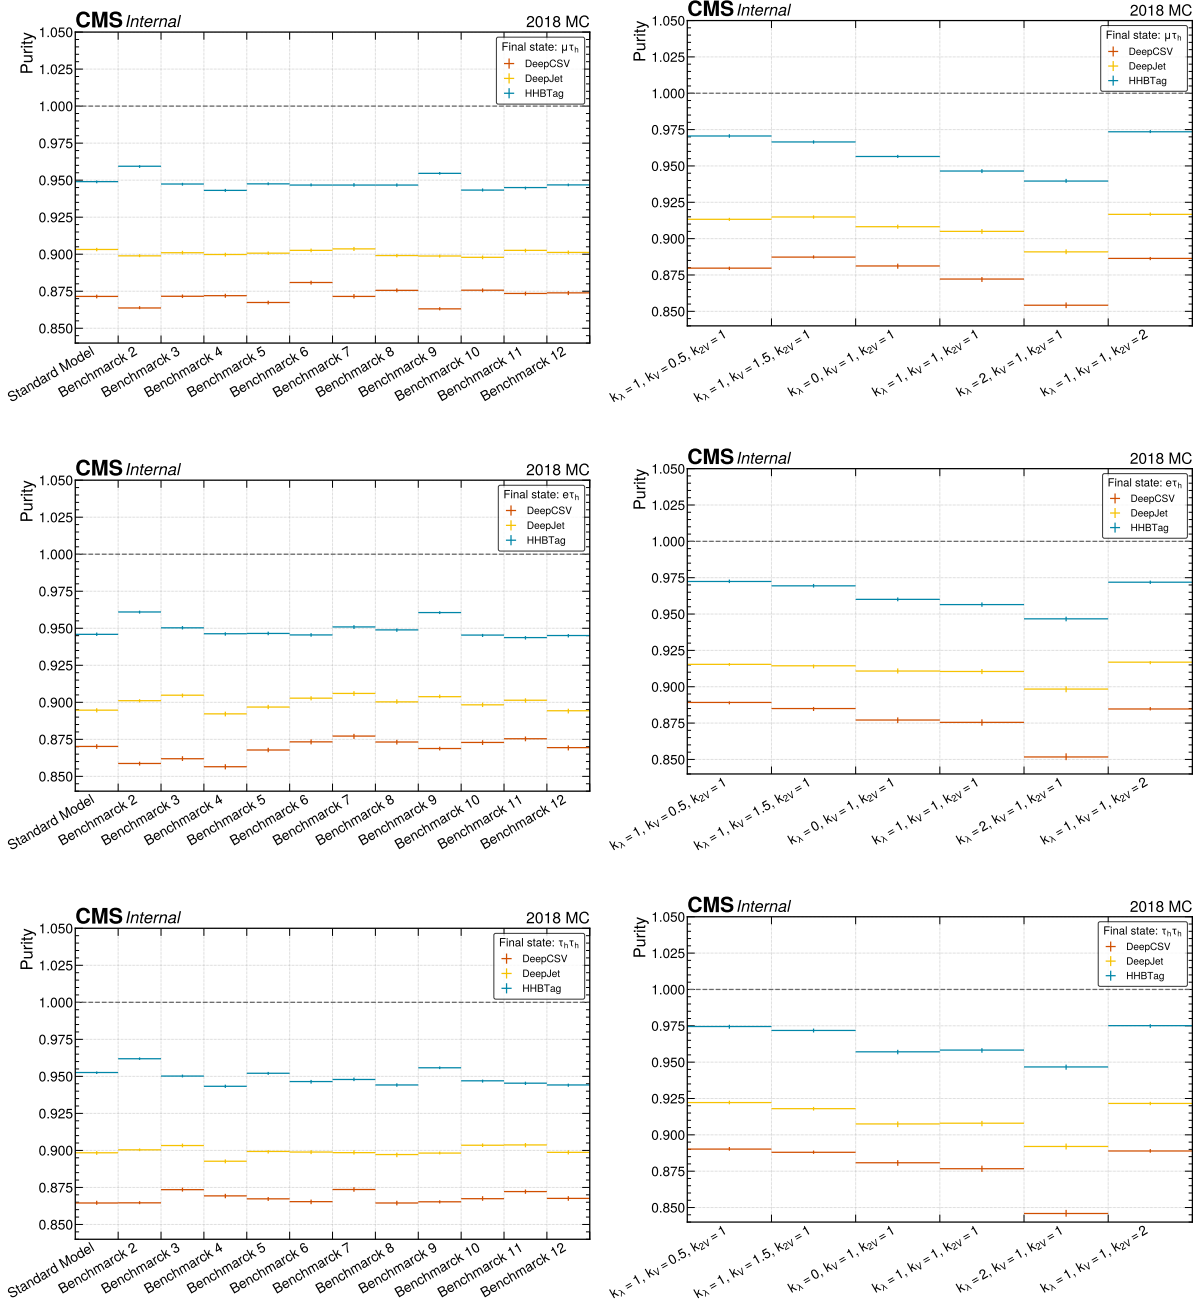 CMS Internal 2018 MC
Purity
1.050
1.025
1.000
0.975
0.950
0.925
0.900
0.875
0.850
Final state: μτh
DeepCSV
DeepJet
HHBTag
Standard Model
Benchmarck 2
Benchmarck 3
Benchmarck 4
Benchmarck 5
Benchmarck 6
Benchmarck 7
Benchmarck 8
Benchmarck 9
Benchmarck 10
Benchmarck 11
Benchmarck 12
CMS Internal 2018 MC
Purity
1.050
1.025
1.000
0.975
0.950
0.925
0.900
0.875
0.850
Final state: μτh
DeepCSV
DeepJet
HHBTag
kλ = 1, kV = 0.5, k2V = 1
kλ = 1, kV = 1.5, k2V = 1
kλ = 0, kV = 1, k2V = 1
kλ = 1, kV = 1, k2V = 1
kλ = 2, kV = 1, k2V = 1
kλ = 1, kV = 1, k2V = 2
CMS Internal 2018 MC
Purity
1.050
1.025
1.000
0.975
0.950
0.925
0.900
0.875
0.850
Final state: eτh
DeepCSV
DeepJet
HHBTag
Standard Model
Benchmarck 2
Benchmarck 3
Benchmarck 4
Benchmarck 5
Benchmarck 6
Benchmarck 7
Benchmarck 8
Benchmarck 9
Benchmarck 10
Benchmarck 11
Benchmarck 12
CMS Internal 2018 MC
Purity
1.050
1.025
1.000
0.975
0.950
0.925
0.900
0.875
0.850
Final state: eτh
DeepCSV
DeepJet
HHBTag
kλ = 1, kV = 0.5, k2V = 1
kλ = 1, kV = 1.5, k2V = 1
kλ = 0, kV = 1, k2V = 1
kλ = 1, kV = 1, k2V = 1
kλ = 2, kV = 1, k2V = 1
kλ = 1, kV = 1, k2V = 2
CMS Internal 2018 MC
Purity
1.050
1.025
1.000
0.975
0.950
0.925
0.900
0.875
0.850
Final state: τhτh
DeepCSV
DeepJet
HHBTag
Standard Model
Benchmarck 2
Benchmarck 3
Benchmarck 4
Benchmarck 5
Benchmarck 6
Benchmarck 7
Benchmarck 8
Benchmarck 9
Benchmarck 10
Benchmarck 11
Benchmarck 12
CMS Internal 2018 MC
Purity
1.050
1.025
1.000
0.975
0.950
0.925
0.900
0.875
0.850
Final state: τhτh
DeepCSV
DeepJet
HHBTag
kλ = 1, kV = 0.5, k2V = 1
kλ = 1, kV = 1.5, k2V = 1
kλ = 0, kV = 1, k2V = 1
kλ = 1, kV = 1, k2V = 1
kλ = 2, kV = 1, k2V = 1
kλ = 1, kV = 1, k2V = 2